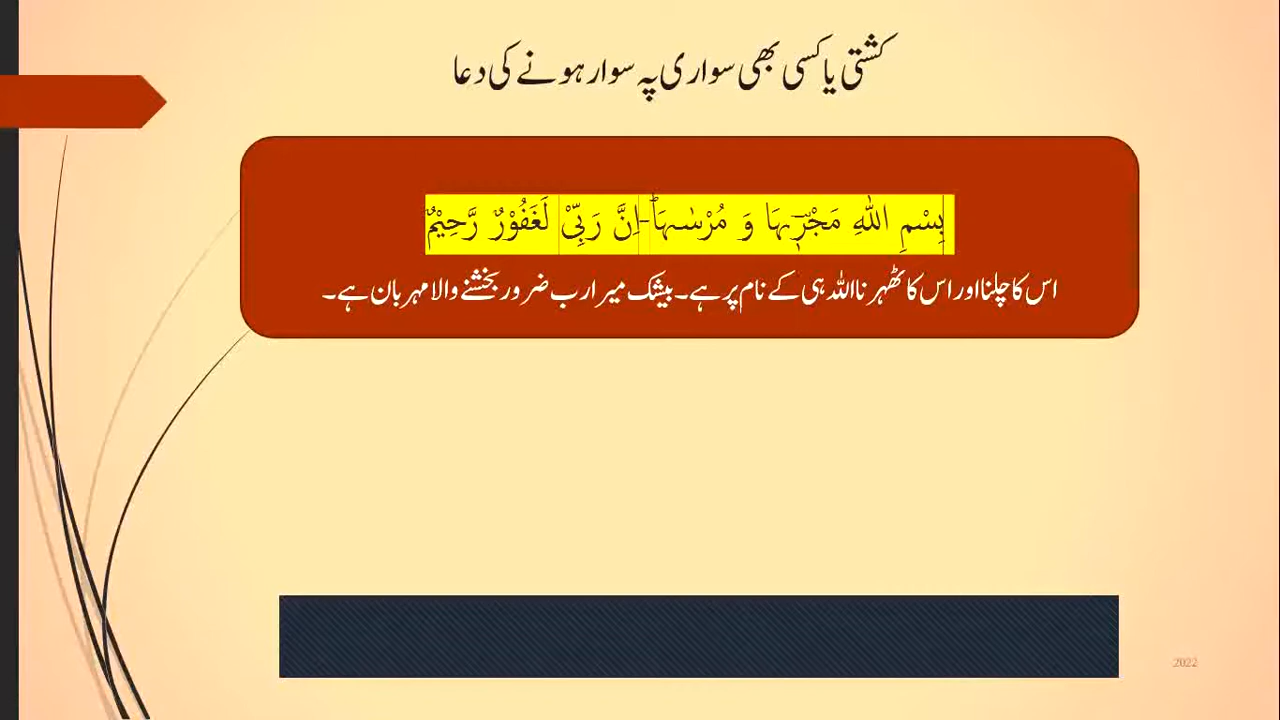 کشتی یا کسی بھی سواری پہ سوار ہونے کی دعا
بِسْمِ اللّٰهِ مَجْرٖؔىهَا وَ مُرْسٰىهَاؕ-اِنَّ رَبِّیْ لَغَفُوْرٌ رَّحِیْمٌ
اس کا چلنا اور اس کا ٹھہرنا اللہ ہی کے نام پر ہے۔ بیشک میرا رب ضرور بخشنے والا مہربان ہے۔
2022